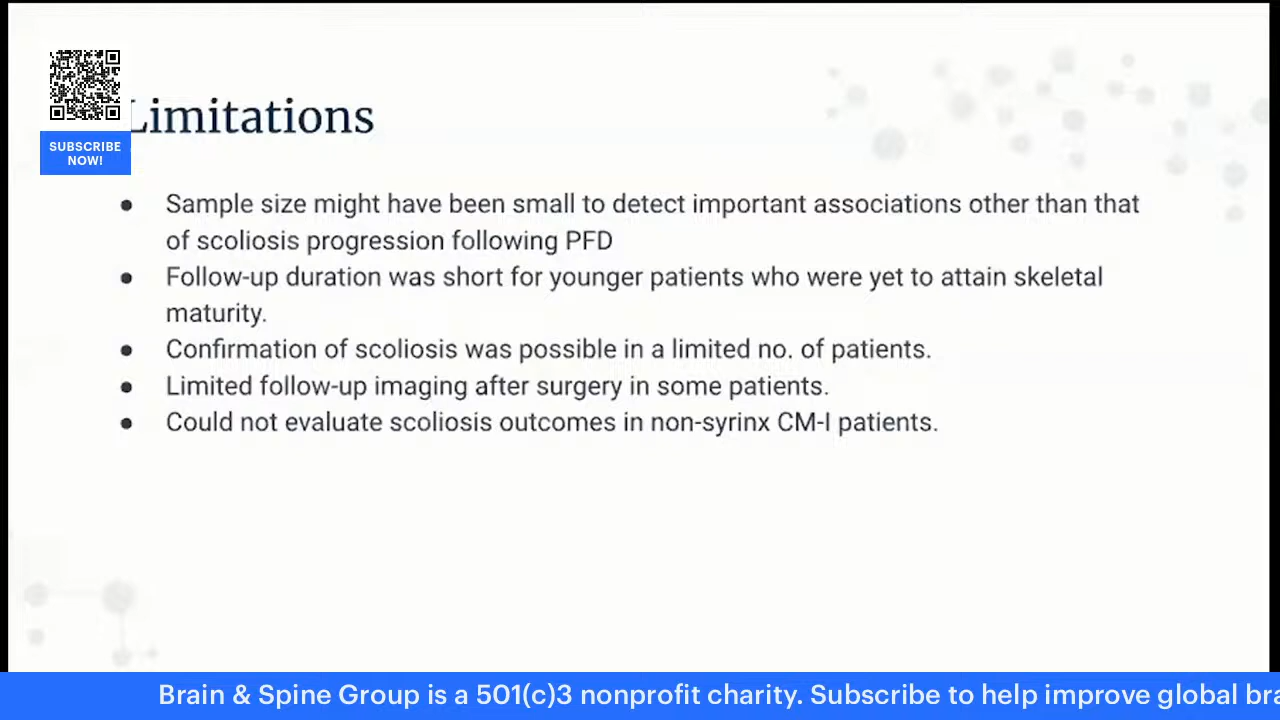 Limitations
SUBSCRIBE
NOW!
● Sample size might have been small to detect important associations other than that
of scoliosis progression following PFD
● Follow-up duration was short for younger patients who were yet to attain skeletal
maturity.
● Confirmation of scoliosis was possible in a limited no. of patients.
● Limited follow-up imaging after surgery in some patients.
● Could not evaluate scoliosis outcomes in non-syrinx CM-I patients.
Brain & Spine Group is a 501(c)3 nonprofit charity. Subscribe to help improve global bra